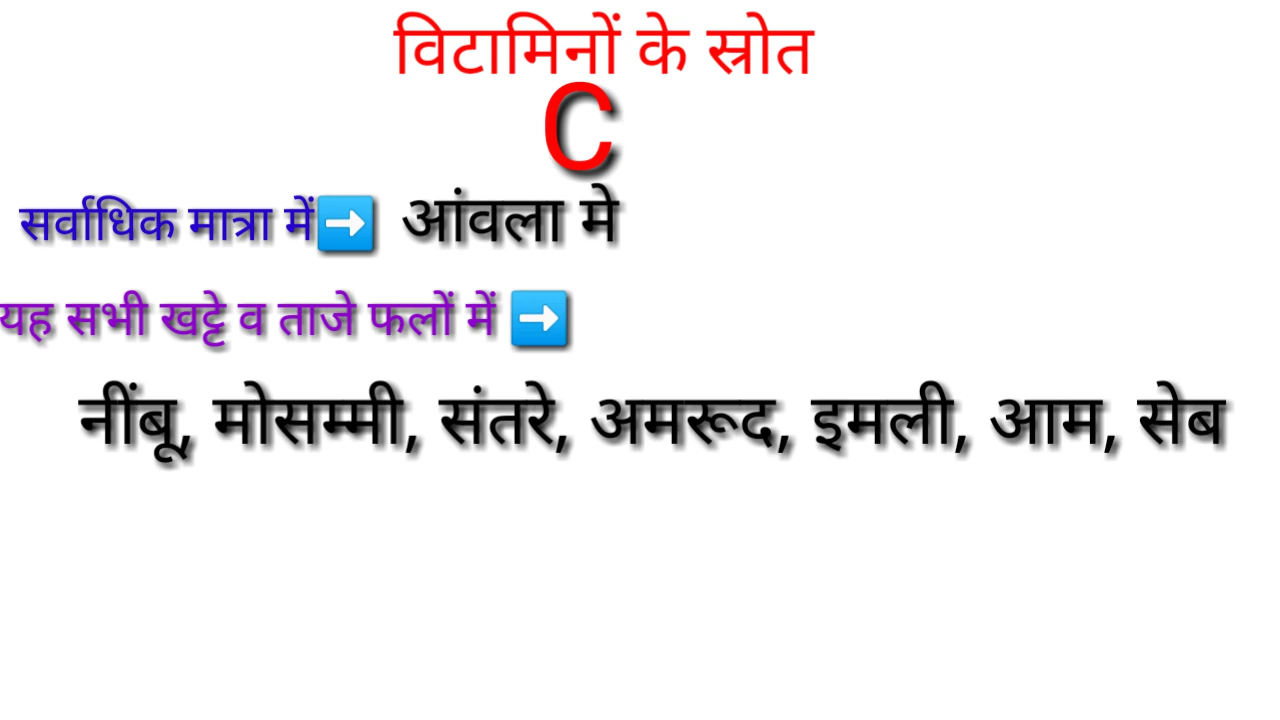 विटामिनों के स्रोत
C
सर्वाधिक मात्रा में➡️ आंवला मे
यह सभी खट्टे व ताजे फलों में ➡️
नींबू, मोसम्मी, संतरे, अमरूद, इमली, आम, सेब